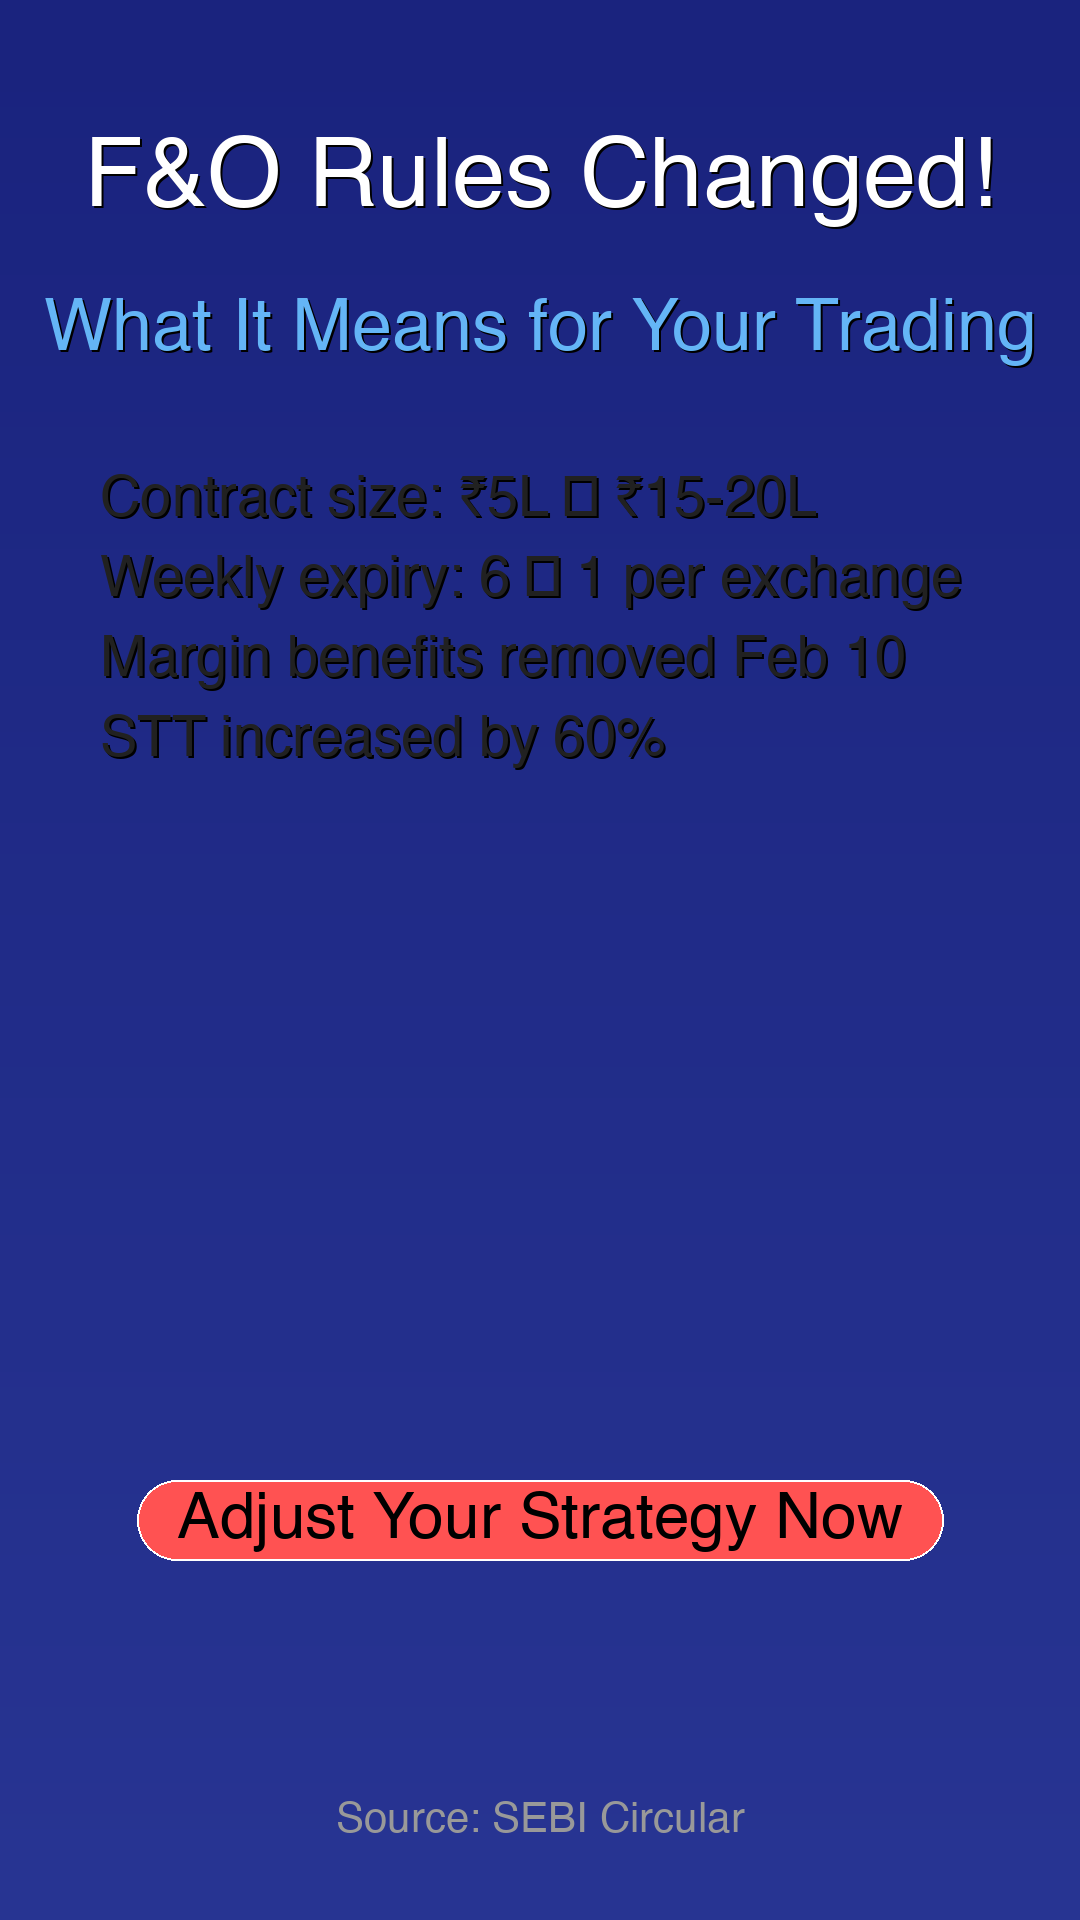 F&O Rules Changed!
What It Means for Your Trading
Contract size: ₹5L □ ₹15-20L
Weekly expiry: 6 □ 1 per exchange
Margin benefits removed Feb 10
STT increased by 60%
Adjust Your Strategy Now
Source: SEBI Circular